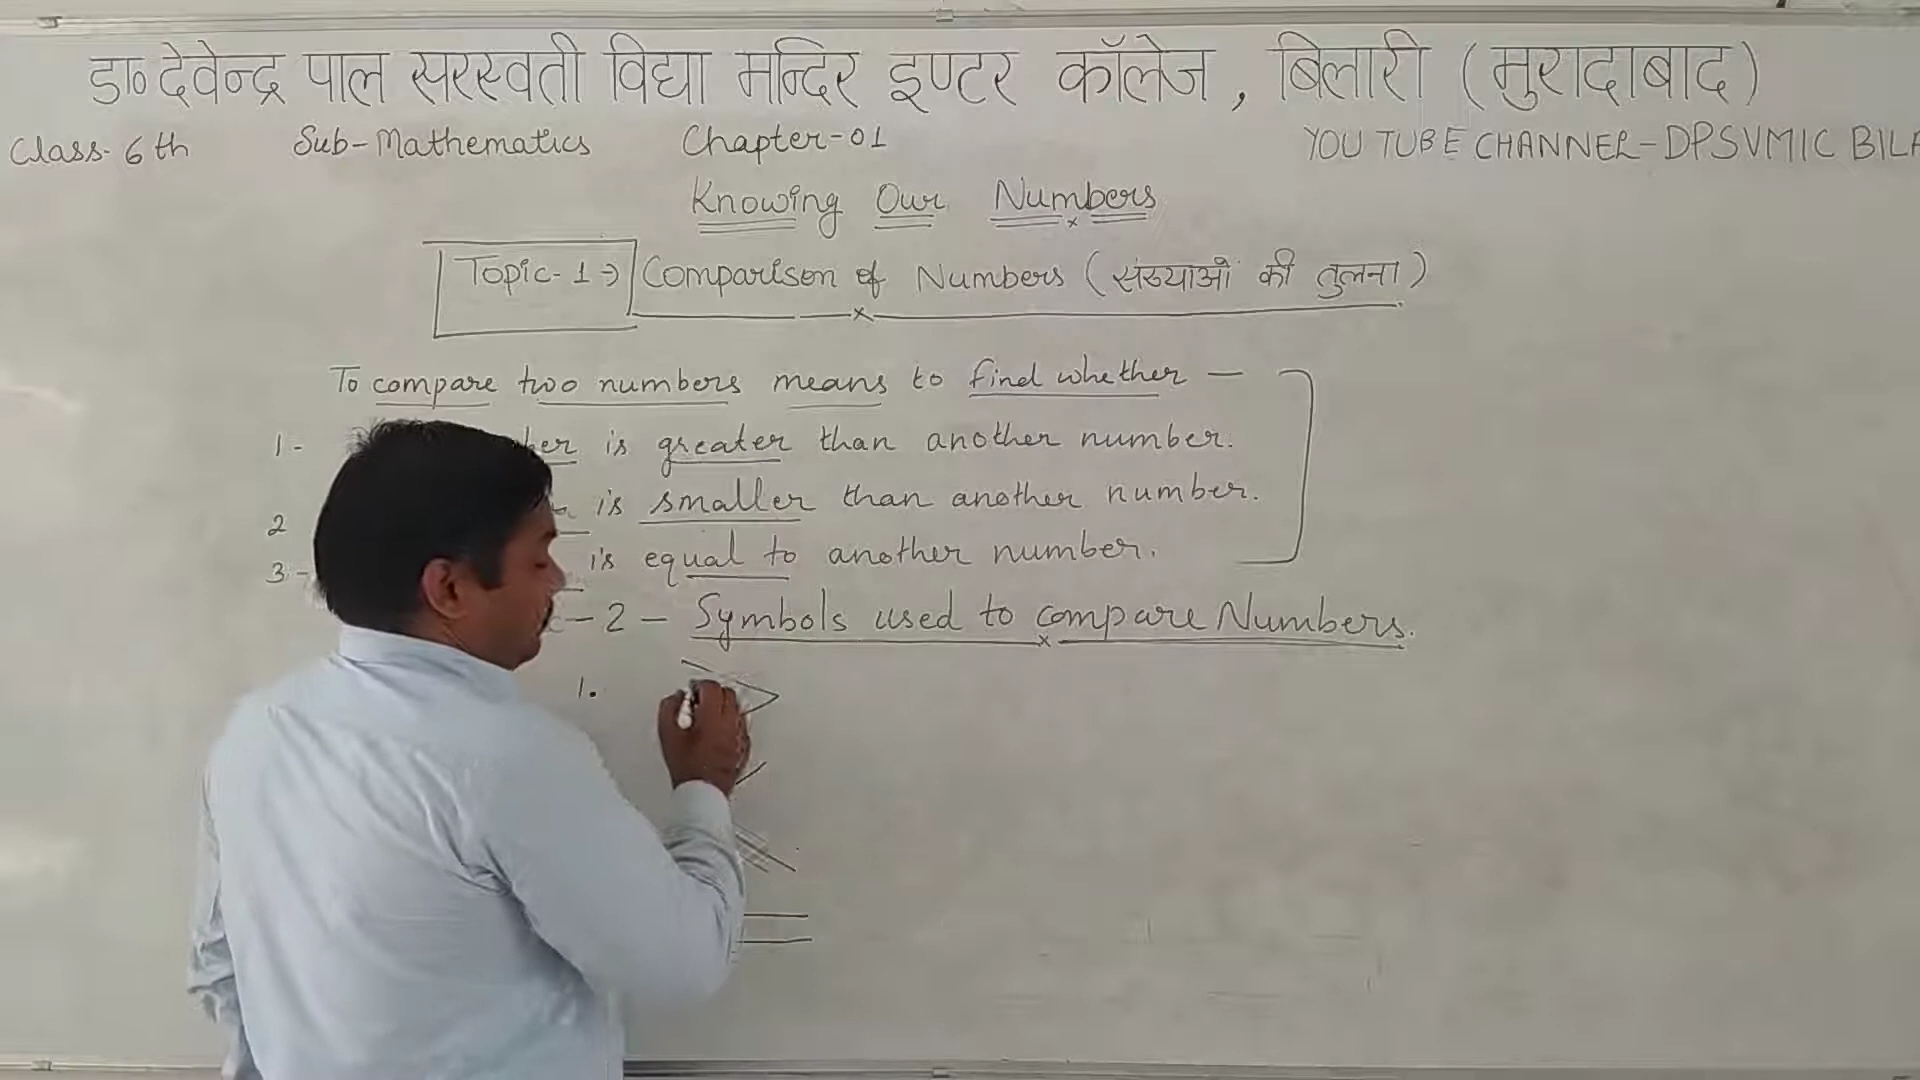 डा० देवेन्द्र पाल सरस्वती विद्या मन्दिर इण्टर कॉलेज, बिलारी (मुरादाबाद)
Class- 6 th Sub-Mathematics Chapter-01 YOU TUBE CHANNEL-DPSVMIC
Knowing Our Numbers
Topic-1 ⇒ Comparison of Numbers (संख्याओं की तुलना)
To compare two numbers means to find whether —
1- is greater than another number.
2 is smaller than another number.
3- is equal to another number.
-2 - Symbols used to compare Numbers.
1. >
=